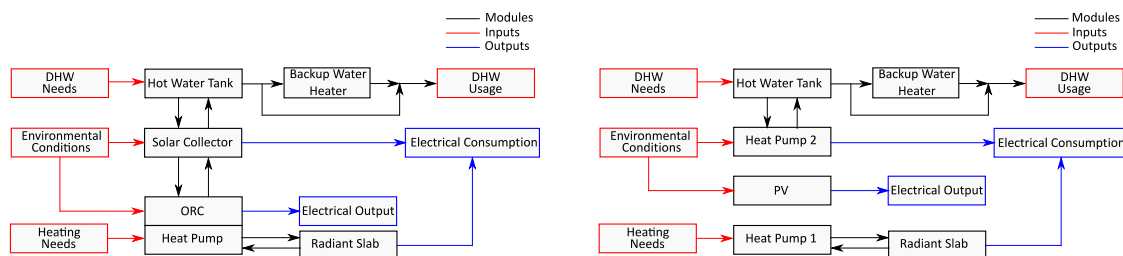 Modules
Inputs
Outputs
DHW
Needs
Hot Water Tank
Backup Water
Heater
DHW
Usage
Environmental
Conditions
Solar Collector
Electrical Consumption
ORC
Electrical Output
Heating
Needs
Heat Pump
Radiant Slab
Modules
Inputs
Outputs
DHW
Needs
Hot Water Tank
Backup Water
Heater
DHW
Usage
Environmental
Conditions
Heat Pump 2
Electrical Consumption
PV
Electrical Output
Heating
Needs
Heat Pump 1
Radiant Slab